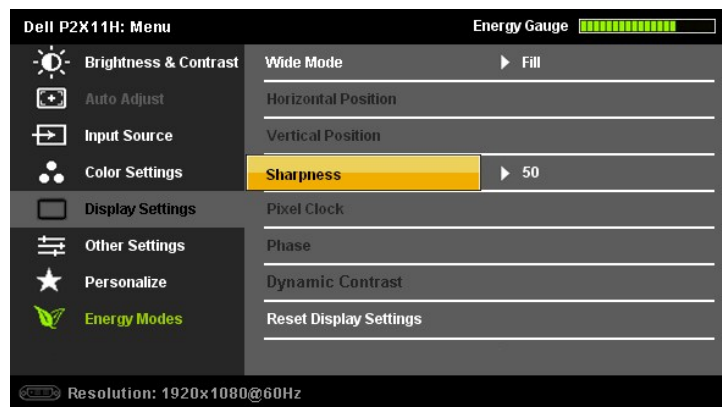 Dell P2X11H: Menu Energy Gauge
Brightness & Contrast Wide Mode Fill
Auto Adjust Horizontal Position
Input Source Vertical Position
Color Settings Sharpness 50
Display Settings Pixel Clock
Other Settings Phase
Personalize Dynamic Contrast
Energy Modes Reset Display Settings
Resolution: 1920x1080@60Hz